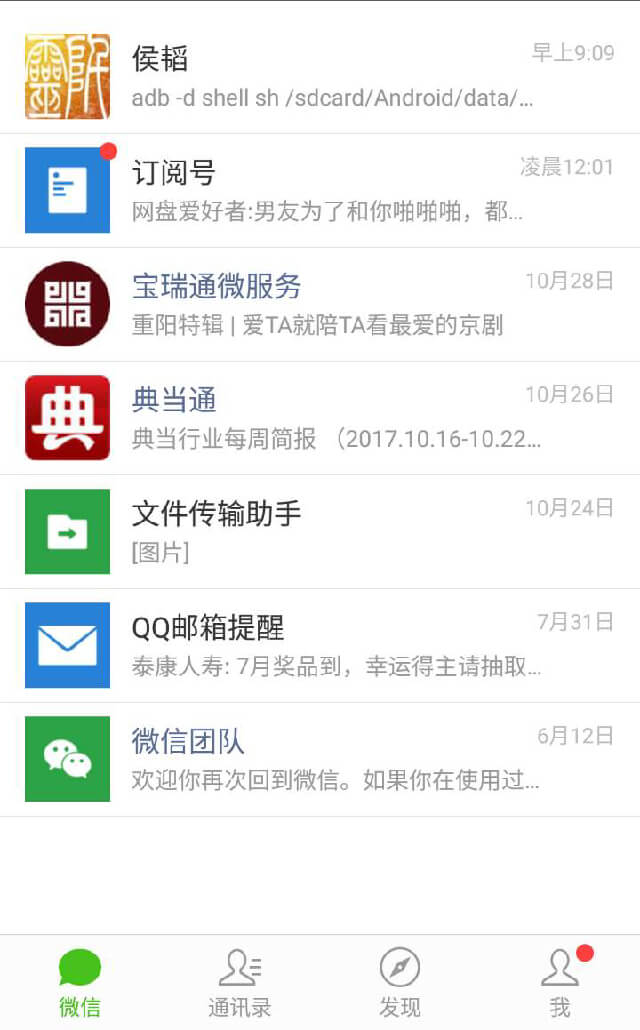 侯韬
早上9:09
adb -d shell sh /sdcard/Android/data/...
订阅号
凌晨12:01
网盘爱好者:男友为了和你啪啪啪，都...
宝瑞通微服务
10月28日
重阳特辑 | 爱TA就陪TA看最爱的京剧
典
典当通
10月26日
典当行业每周简报 （2017.10.16-10.22...
文件传输助手
10月24日
[图片]
QQ邮箱提醒
7月31日
泰康人寿: 7月奖品到，幸运得主请抽取...
微信团队
6月12日
欢迎你再次回到微信。如果你在使用过...
微信
通讯录
发现
我